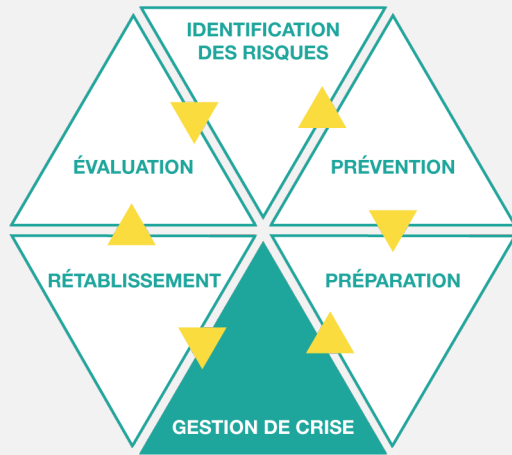 IDENTIFICATION
DES RISQUES
ÉVALUATION
PRÉVENTION
RÉTABLISSEMENT
PRÉPARATION
GESTION DE CRISE